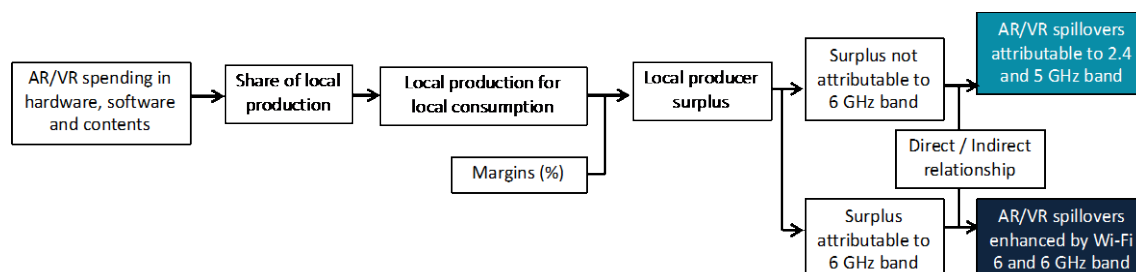 AR/VR spending in
hardware, software
and contents
Share of local
production
Local production for
local consumption
Margins (%)
Local producer
surplus
Surplus not
attributable to
6 GHz band
AR/VR spillovers
attributable to 2.4
and 5 GHz band
Direct / Indirect
relationship
Surplus
attributable to
6 GHz band
AR/VR spillovers
enhanced by Wi-Fi
6 and 6 GHz band